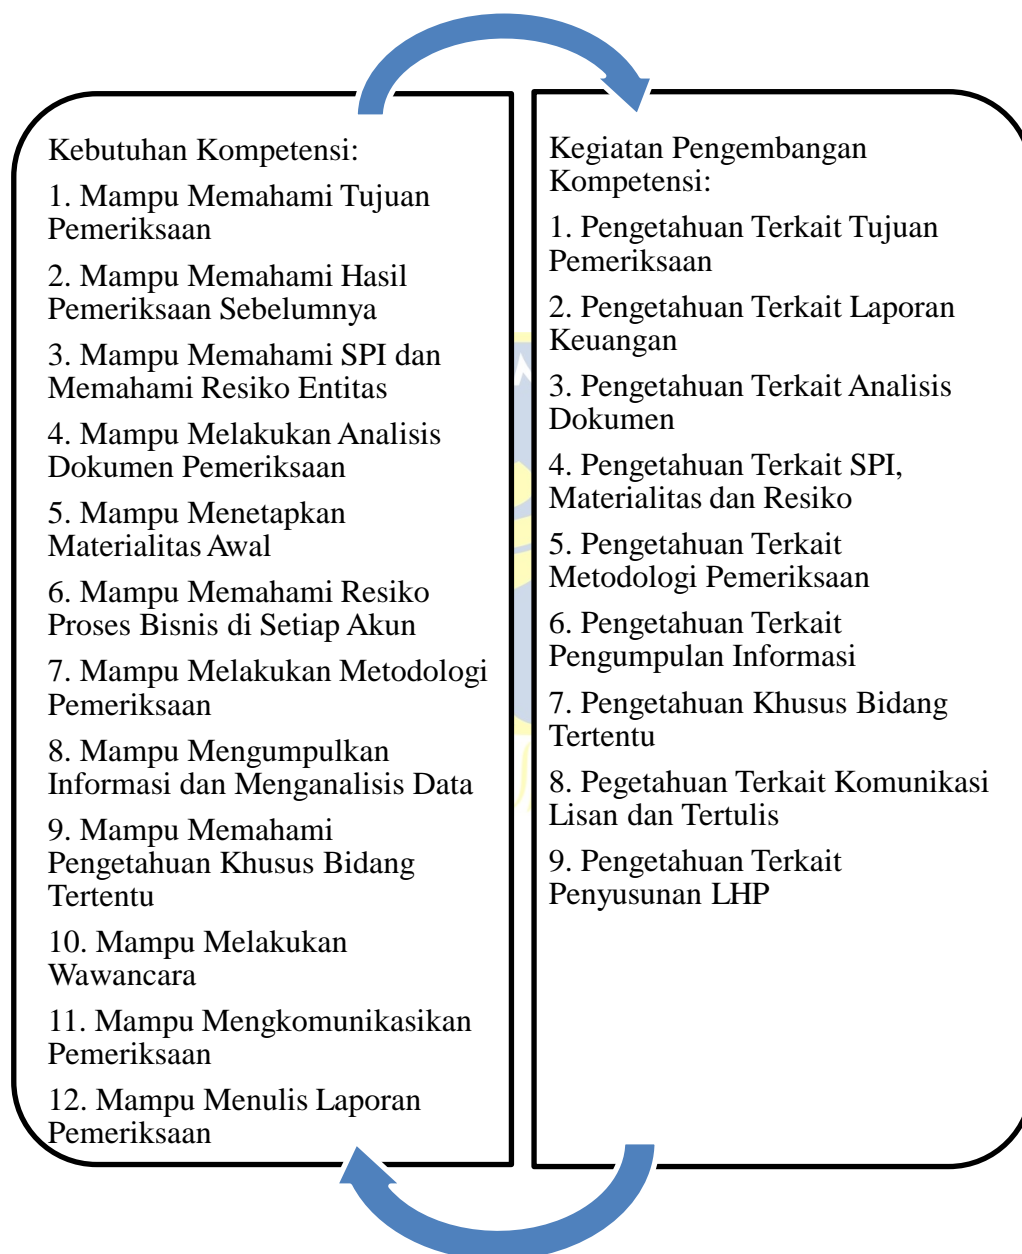 Kebutuhan Kompetensi:
1. Mampu Memahami Tujuan
Pemeriksaan
2. Mampu Memahami Hasil
Pemeriksaan Sebelumnya
3. Mampu Memahami SPI dan
Memahami Resiko Entitas
4. Mampu Melakukan Analisis
Dokumen Pemeriksaan
5. Mampu Menetapkan
Materialitas Awal
6. Mampu Memahami Resiko
Proses Bisnis di Setiap Akun
7. Mampu Melakukan Metodologi
Pemeriksaan
8. Mampu Mengumpulkan
Informasi dan Menganalisis Data
9. Mampu Memahami
Pengetahuan Khusus Bidang
Tertentu
10. Mampu Melakukan
Wawancara
11. Mampu Mengkomunikasikan
Pemeriksaan
12. Mampu Menulis Laporan
Pemeriksaan
Kegiatan Pengembangan
Kompetensi:
1. Pengetahuan Terkait Tujuan
Pemeriksaan
2. Pengetahuan Terkait Laporan
Keuangan
3. Pengetahuan Terkait Analisis
Dokumen
4. Pengetahuan Terkait SPI,
Materialitas dan Resiko
5. Pengetahuan Terkait
Metodologi Pemeriksaan
6. Pengetahuan Terkait
Pengumpulan Informasi
7. Pengetahuan Khusus Bidang
Tertentu
8. Pegetahuan Terkait Komunikasi
Lisan dan Tertulis
9. Pengetahuan Terkait
Penyusunan LHP